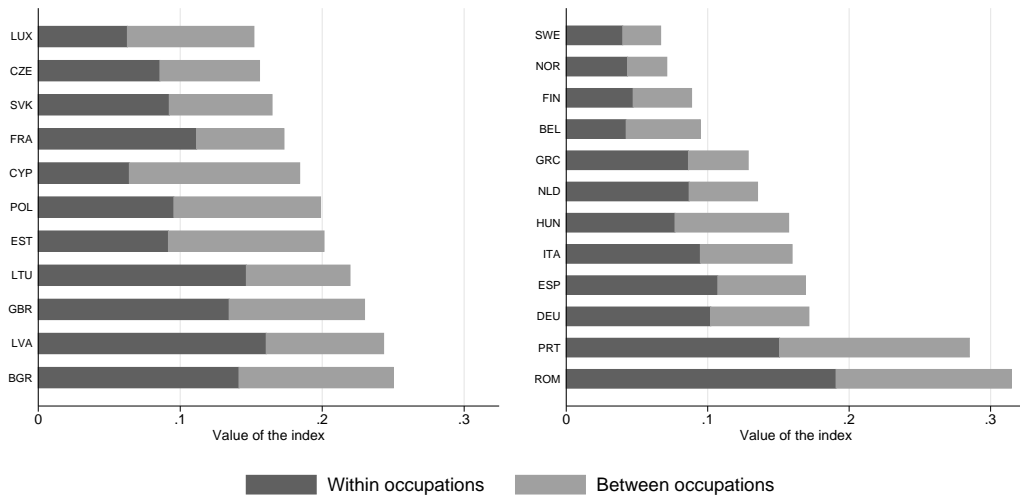 LUX
CZE
SVK
FRA
CYP
POL
EST
LTU
GBR
LVA
BGR
0 .1 .2 .3
Value of the index
SWE
NOR
FIN
BEL
GRC
NLD
HUN
ITA
ESP
DEU
PRT
ROM
0 .1 .2 .3
Value of the index
Within occupations Between occupations